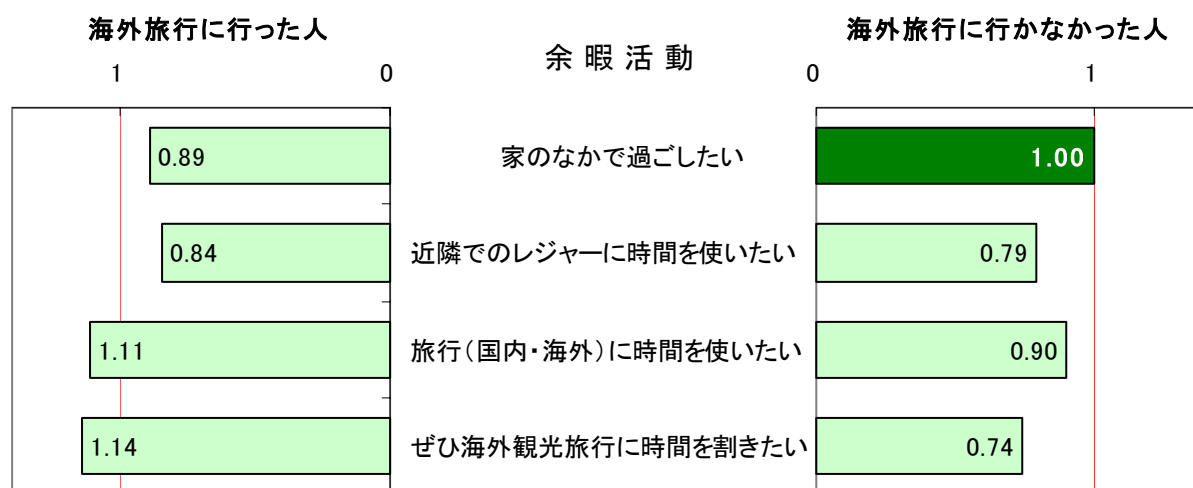 海外旅行に行った人
余 暇 活 動
海外旅行に行かなかった人
1
0
0
1
0.89
家のなかで過ごしたい
1.00
0.84
近隣でのレジャーに時間を使いたい
0.79
1.11
旅行(国内・海外)に時間を使いたい
0.90
1.14
ぜひ海外観光旅行に時間を割きたい
0.74